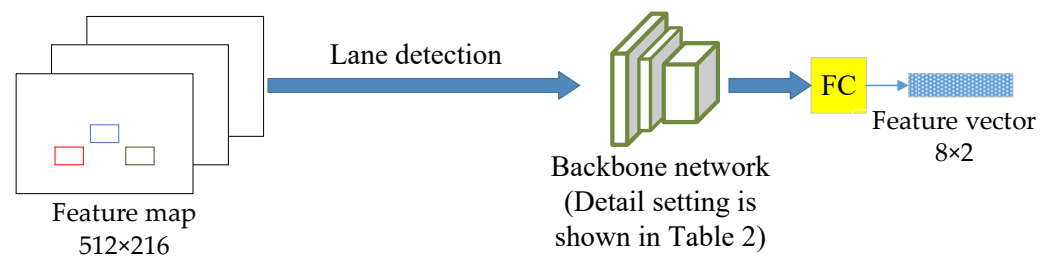 Feature map
512×216
Lane detection
Backbone network
(Detail setting is
shown in Table 2)
FC
Feature vector
8×2